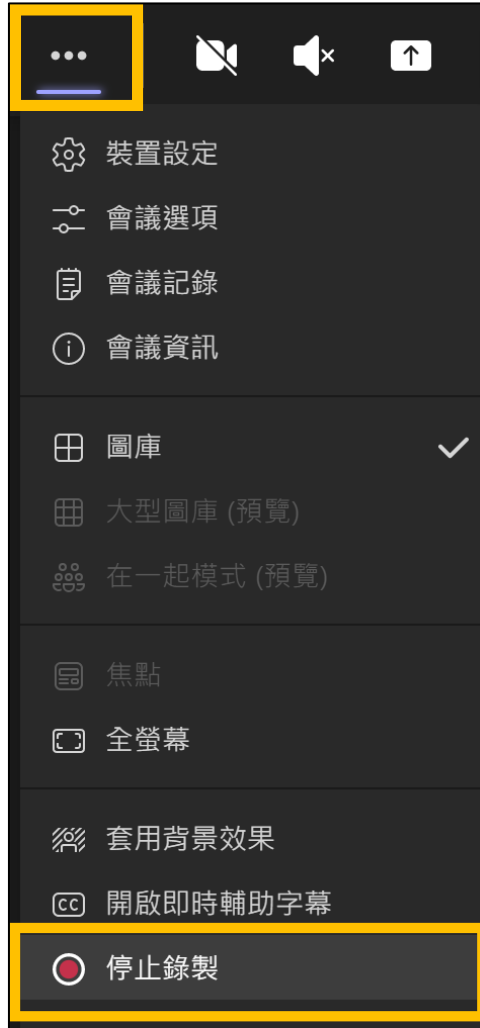 裝置設定
會議選項
會議記錄
會議資訊
圖庫
大型圖庫 (預覽)
在一起模式 (預覽)
焦點
全螢幕
套用背景效果
CC 開啟即時輔助字幕
停止錄製